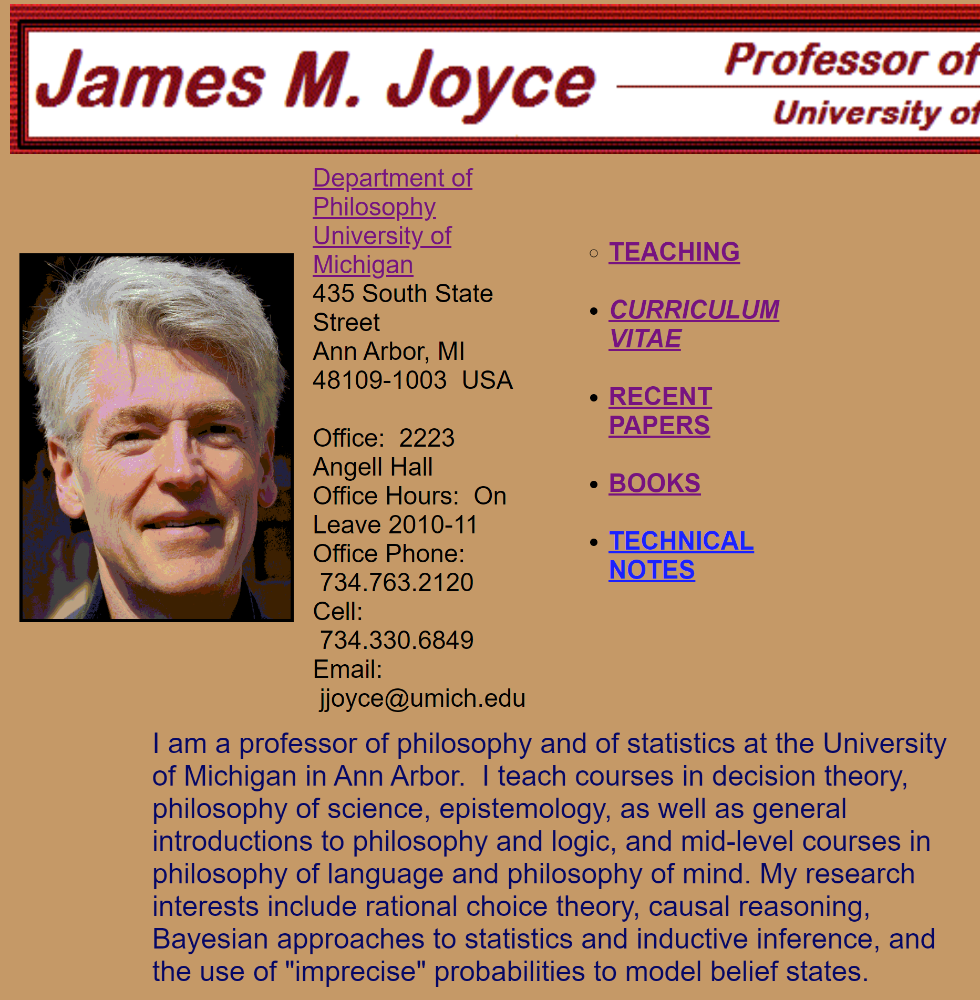 James M. Joyce
Professor of
University of
Department of
Philosophy
University of
Michigan
435 South State
Street
Ann Arbor, MI
48109-1003  USA
Office:  2223
Angell Hall
Office Hours:  On
Leave 2010-11
Office Phone:
734.763.2120
Cell:
734.330.6849
Email:
jjoyce@umich.edu
TEACHING
CURRICULUM
VITAE
RECENT
PAPERS
BOOKS
TECHNICAL
NOTES
I am a professor of philosophy and of statistics at the University
of Michigan in Ann Arbor.  I teach courses in decision theory,
philosophy of science, epistemology, as well as general
introductions to philosophy and logic, and mid-level courses in
philosophy of language and philosophy of mind. My research
interests include rational choice theory, causal reasoning,
Bayesian approaches to statistics and inductive inference, and
the use of "imprecise" probabilities to model belief states.